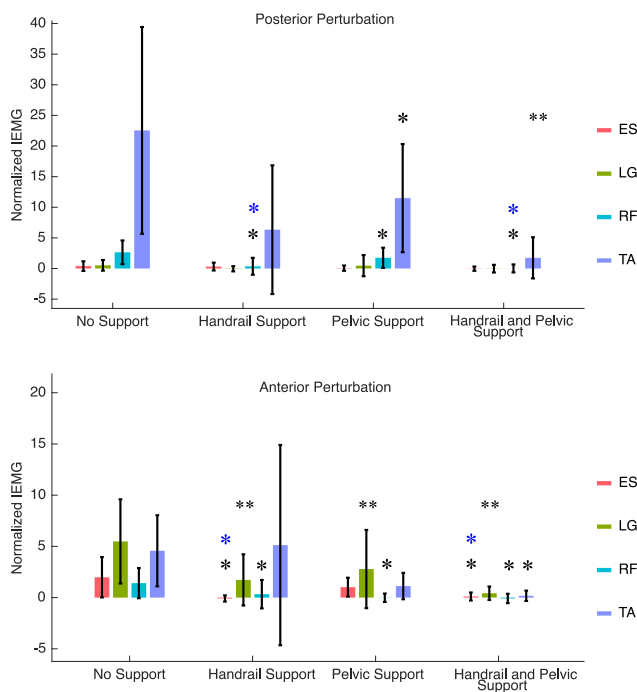 Posterior Perturbation
Normalized IEMG
40
35
30
25
20
15
10
5
0
-5
*
**
*
*
*
*
*
ES
LG
RF
TA
No Support
Handrail Support
Pelvic Support
Handrail and Pelvic
Support
Anterior Perturbation
Normalized IEMG
20
15
10
5
0
-5
**
**
**
*
*
*
*
*
*
*
*
ES
LG
RF
TA
No Support
Handrail Support
Pelvic Support
Handrail and Pelvic
Support